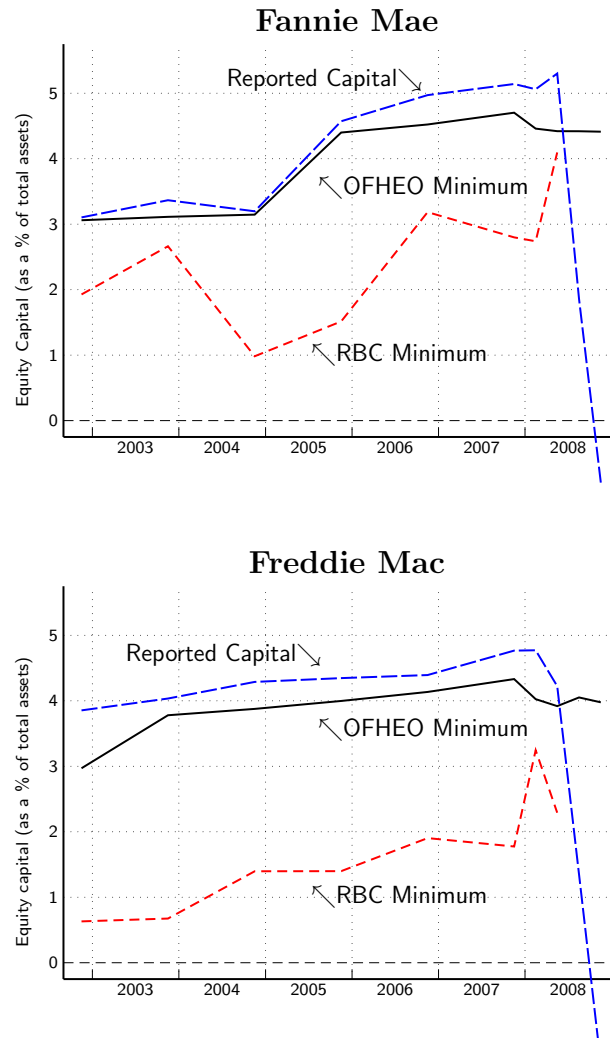 Fannie Mae
Equity Capital (as a % of total assets)
5
4
3
2
1
0
Reported Capital
OFHEO Minimum
RBC Minimum
2003 2004 2005 2006 2007 2008
Freddie Mac
Equity capital (as a % of total assets)
5
4
3
2
1
0
Reported Capital
OFHEO Minimum
RBC Minimum
2003 2004 2005 2006 2007 2008